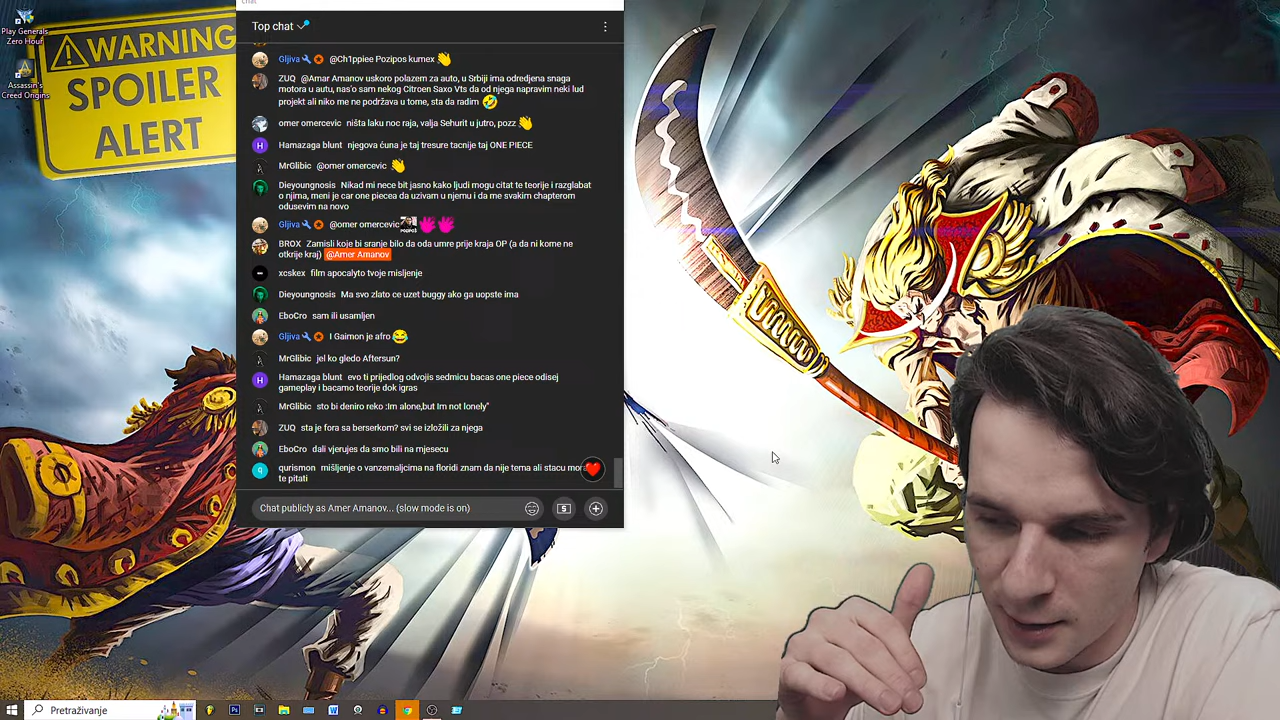 Play Generals
Zero Hour
Assassin's
Creed Origins
WARNING
SPOILER
ALERT
Top chat
Gljiva @Ch1ppiee Pozipos kumex 👋
ZUQ @Amar Amanov uskoro polazem za auto, u Srbiji ima odredjena snaga
motora u autu, nas'o sam nekog Citroen Saxo Vts da od njega napravim neki lud
projekt ali niko me ne podržava u tome, sta da radim 🤣
omer omercevic ništa laku noc raja, valja Sehurit u jutro, pozz 👋
H Hamazaga blunt njegova ćuna je taj tresure tacnije taj ONE PIECE
MrGlibic @omer omercevic 👋
Dieyoungnosis Nikad mi nece bit jasno kako ljudi mogu citat te teorije i razglabat
o njima, meni je car one piecea da uzivam u njemu i da me svakim chapterom
odusevim na novo
Gljiva @omer omercevic
BROX Zamisli koje bi sranje bilo da oda umre prije kraja OP (a da ni kome ne
otkrije kraj) @Amer Amanov
xcskex film apocalyto tvoje misljenje
Dieyoungnosis Ma svo zlato ce uzet buggy ako ga uopste ima
EboCro sam ili usamljen
Gljiva I Gaimon je afro 😂
MrGlibic jel ko gledo Aftersun?
H Hamazaga blunt evo ti prijedlog odvojis sedmicu bacas one piece odisej
gameplay i bacamo teorije dok igras
MrGlibic sto bi deniro reko :Im alone,but Im not lonely"
ZUQ sta je fora sa berserkom? svi se izložili za njega
EboCro dali vjerujes da smo bili na mjesecu
q qurismon mišljenje o vanzemaljcima na floridi znam da nije tema ali stacu
te pitati
Chat publicly as Amer Amanov... (slow mode is on)
Pretraživanje